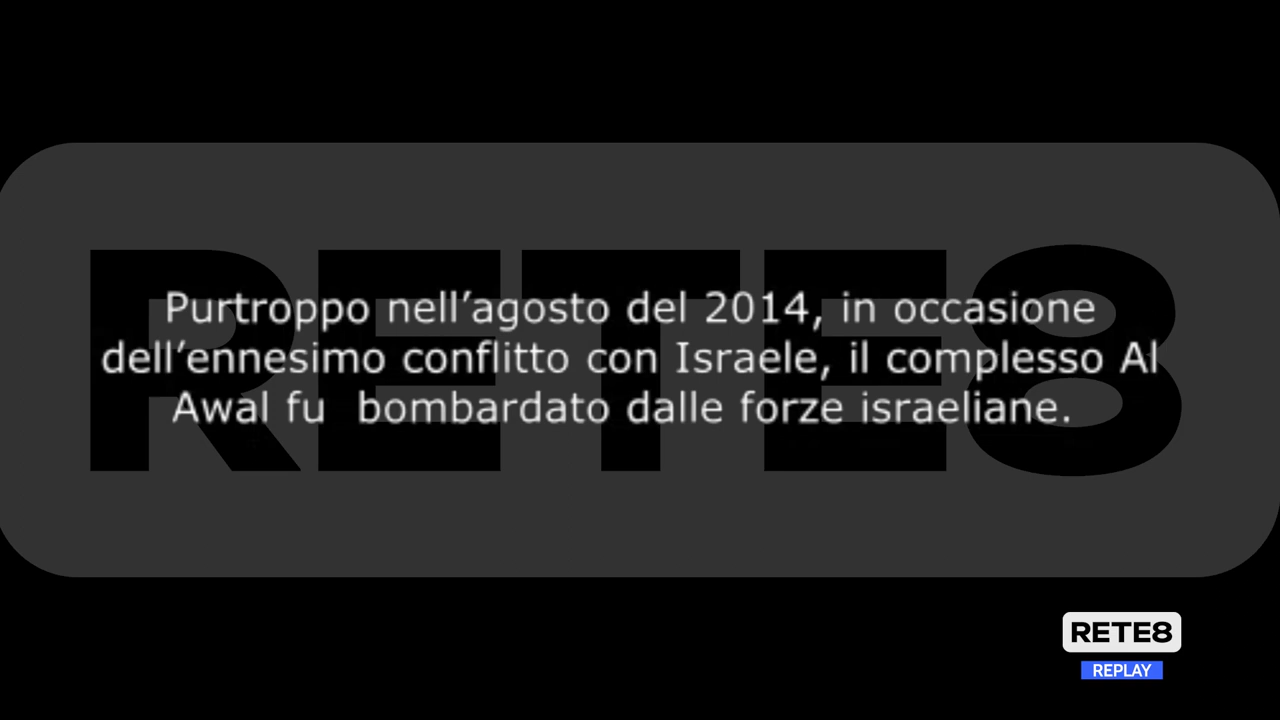 RETE8
Purtroppo nell’agosto del 2014, in occasione
dell’ennesimo conflitto con Israele, il complesso Al
Awal fu  bombardato dalle forze israeliane.
RETE8
REPLAY